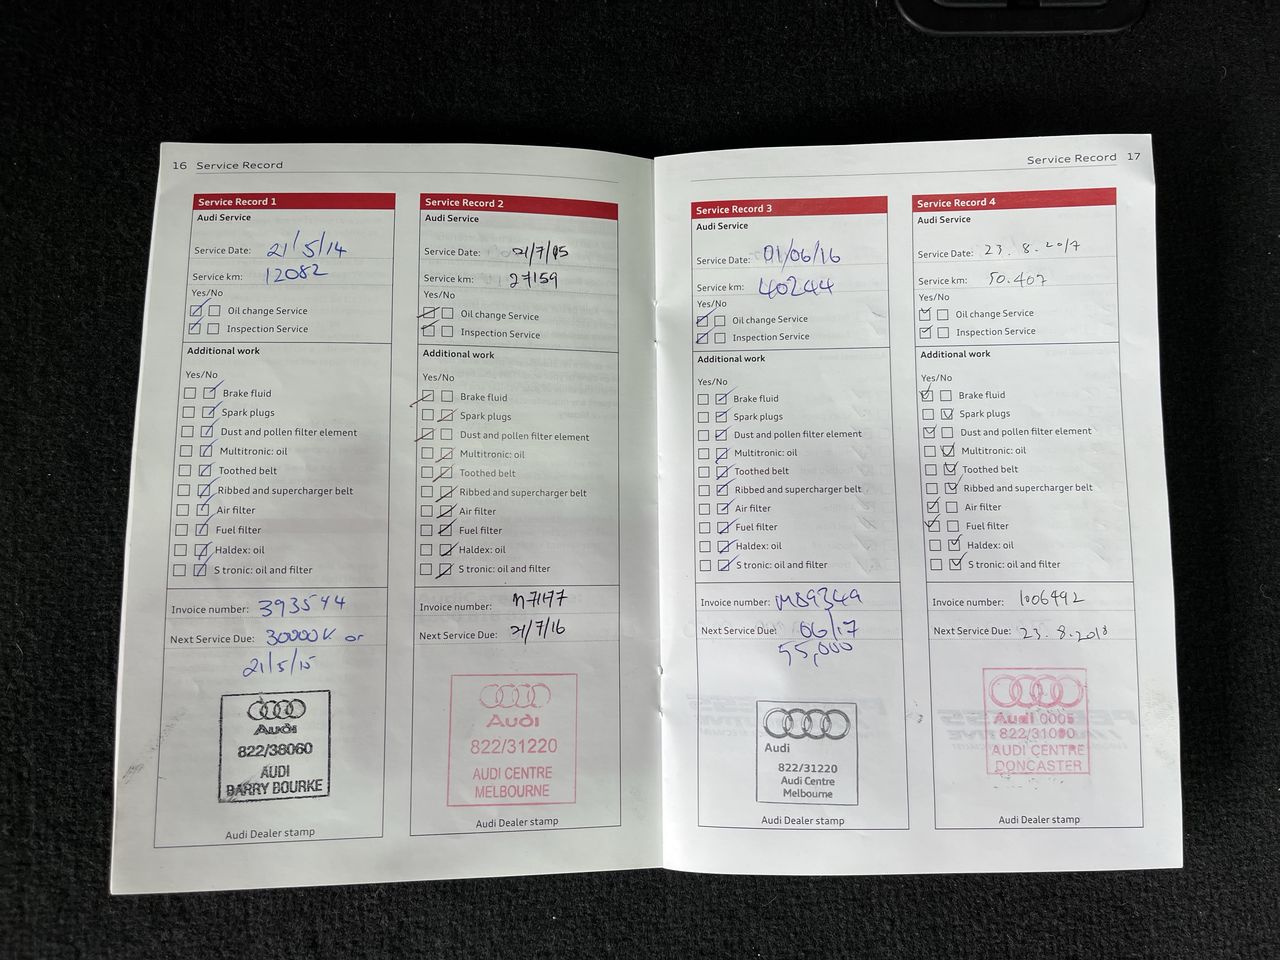 16 Service Record
Service Record 1
Audi Service
Service Date: 21/5/14
Service km: 12082
Yes/No
Oil change Service
Inspection Service
Additional work
Yes/No
Brake fluid
Spark plugs
Dust and pollen filter element
Multitronic: oil
Toothed belt
Ribbed and supercharger belt
Air filter
Fuel filter
Haldex: oil
S tronic: oil and filter
Invoice number: 393544
Next Service Due: 30000K or
21/5/15
Audi
822/38060
AUDI
BARRY BOURKE
Audi Dealer stamp
Service Record 2
Audi Service
Service Date:
Service km: 27159
Yes/No
Oil change Service
Inspection Service
Additional work
Yes/No
Brake fluid
Spark plugs
Dust and pollen filter element
Multitronic: oil
Toothed belt
Ribbed and supercharger belt
Air filter
Fuel filter
Haldex: oil
S tronic: oil and filter
Invoice number:
Next Service Due: 21/7/16
Audi
822/31220
AUDI CENTRE
MELBOURNE
Audi Dealer stamp
Service Record 17
Service Record 3
Audi Service
Service Date: 01/06/16
Service km: 40244
Yes/No
Oil change Service
Inspection Service
Additional work
Yes/No
Brake fluid
Spark plugs
Dust and pollen filter element
Multitronic: oil
Toothed belt
Ribbed and supercharger belt
Air filter
Fuel filter
Haldex: oil
S tronic: oil and filter
Invoice number: M89349
Next Service Due: 06/17
55,000
Audi
822/31220
Audi Centre
Melbourne
Audi Dealer stamp
Service Record 4
Audi Service
Service Date: 23.8.2017
Service km: 50.407
Yes/No
Oil change Service
Inspection Service
Additional work
Yes/No
Brake fluid
Spark plugs
Dust and pollen filter element
Multitronic: oil
Toothed belt
Ribbed and supercharger belt
Air filter
Fuel filter
Haldex: oil
S tronic: oil and filter
Invoice number: 1006492
Next Service Due: 23.8.2018
Audi 0005
AUDI CENTRE
DONCASTER
Audi Dealer stamp